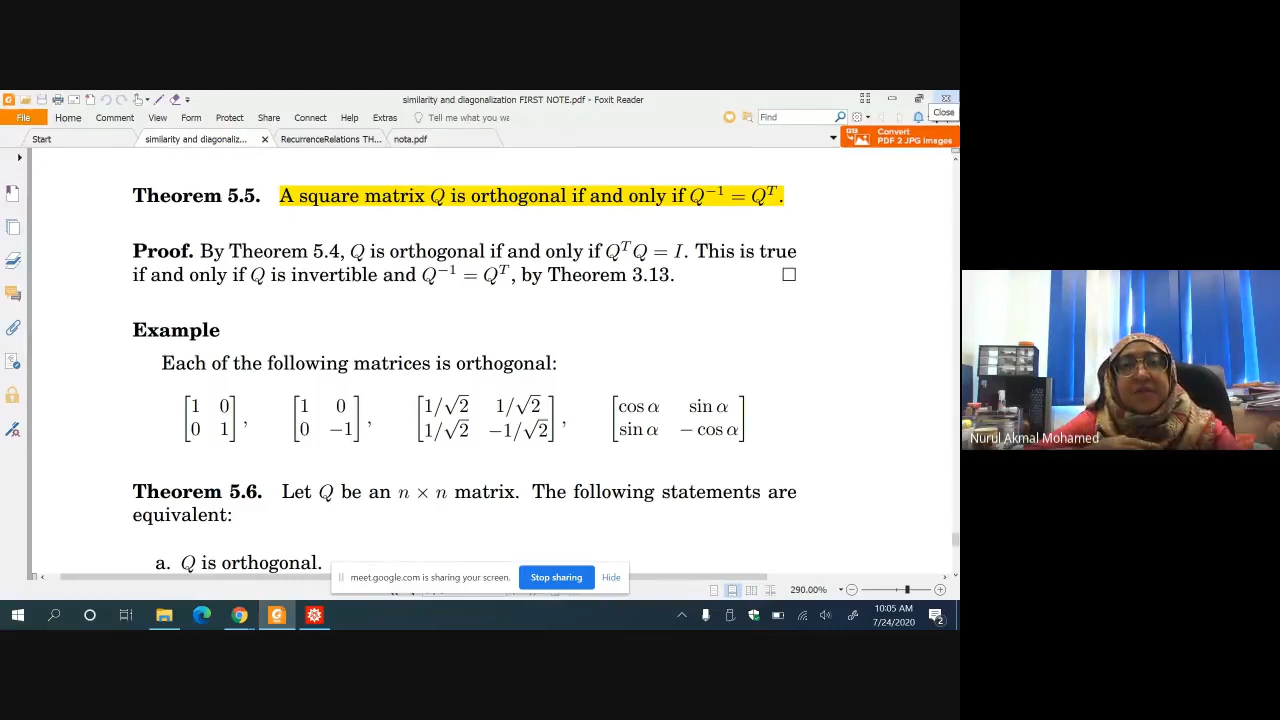 similarity and diagonalization FIRST NOTE.pdf - Foxit Reader
File Home Comment View Form Protect Share Connect Help Extras Tell me what you wa Find
Close
Start similarity and diagonaliz... RecurrenceRelations TH... nota.pdf
Convert
PDF 2 JPG Images
Theorem 5.5. A square matrix Q is orthogonal if and only if Q⁻¹ = Qᵀ.
Proof. By Theorem 5.4, Q is orthogonal if and only if QᵀQ = I. This is true
if and only if Q is invertible and Q⁻¹ = Qᵀ, by Theorem 3.13. □
Example
Each of the following matrices is orthogonal:
[1 0 [1 0 [1/√2 1/√2 [cos α sin α
0 1], 0 −1], 1/√2 −1/√2], sin α − cos α]
Theorem 5.6. Let Q be an n × n matrix. The following statements are
equivalent:
a. Q is orthogonal.
meet.google.com is sharing your screen. Stop sharing Hide
290.00%
10:05 AM
7/24/2020
2
Nurul Akmal Mohamed